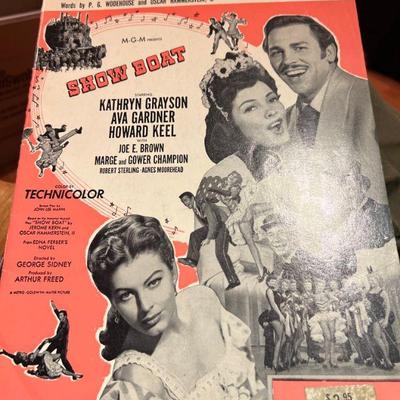 Words by P. G. WODEHOUSE and OSCAR HAMMERSTEIN, II
M-G-M PRESENTS
SHOW BOAT
STARRING
KATHRYN GRAYSON
AVA GARDNER
HOWARD KEEL
WITH
JOE E. BROWN
MARGE and GOWER CHAMPION
ROBERT STERLING · AGNES MOOREHEAD
COLOR BY
TECHNICOLOR
Screen Play by
JOHN LEE MAHIN
Based on the Immortal Musical
Play "SHOW BOAT" by
JEROME KERN and
OSCAR HAMMERSTEIN, II
From EDNA FERBER'S
NOVEL
Directed by
GEORGE SIDNEY
Produced by
ARTHUR FREED
A METRO-GOLDWYN-MAYER PICTURE
$2.95